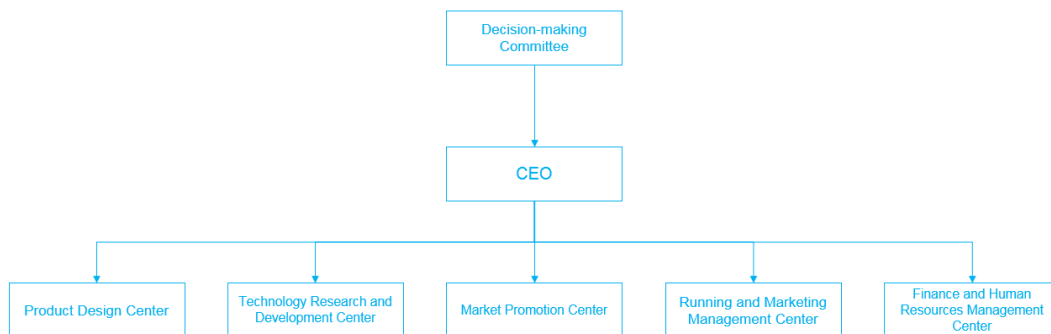 Decision-making
Committee
CEO
Product Design Center
Technology Research and
Development Center
Market Promotion Center
Running and Marketing
Management Center
Finance and Human
Resources Management
Center